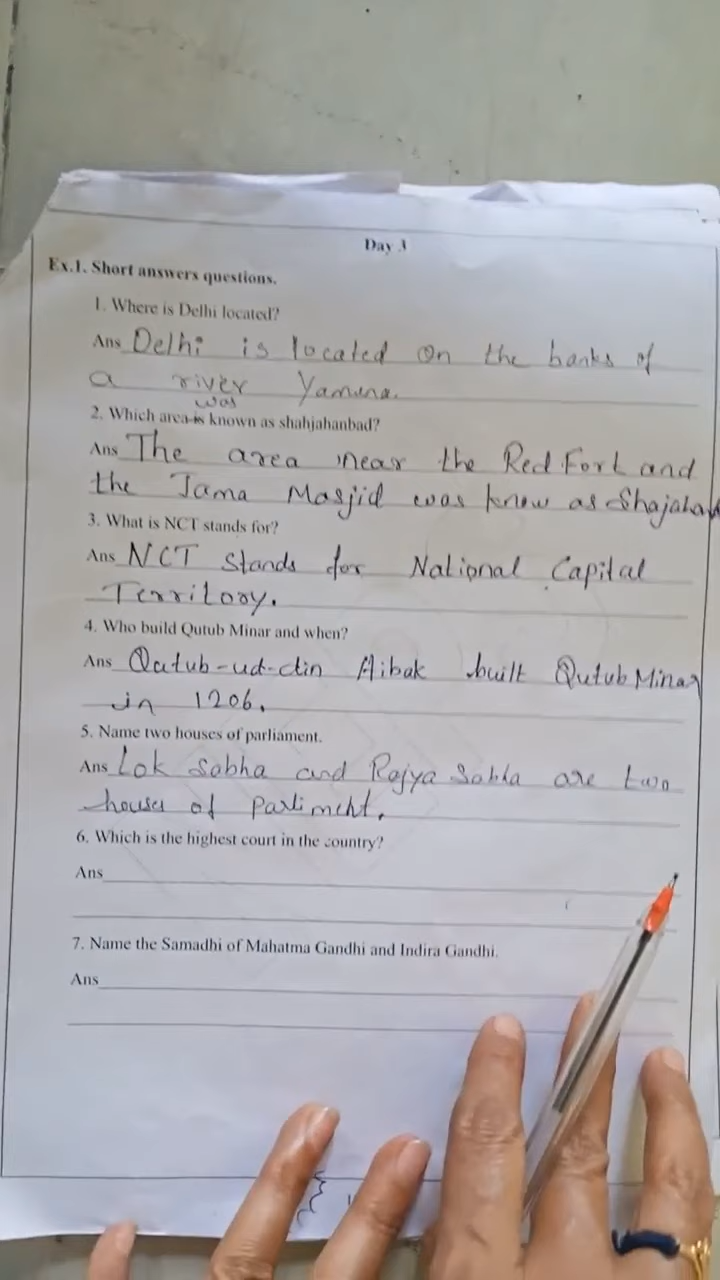 Day 3
Ex.1. Short answers questions.
1. Where is Delhi located?
Ans Delhi is located on the banks of
a river Yamuna.
was
2. Which area is known as shahjahanbad?
Ans The area near the Red Fort and
the Jama Masjid was know as Shajahan
3. What is NCT stands for?
Ans NCT stands for National Capital
Territory.
4. Who build Qutub Minar and when?
Ans Qutub-ud-din Aibak built Qutub Minar
in 1206.
5. Name two houses of parliament.
Ans Lok Sabha and Rajya Sabha are two
houses of Parliment.
6. Which is the highest court in the country?
Ans
7. Name the Samadhi of Mahatma Gandhi and Indira Gandhi.
Ans